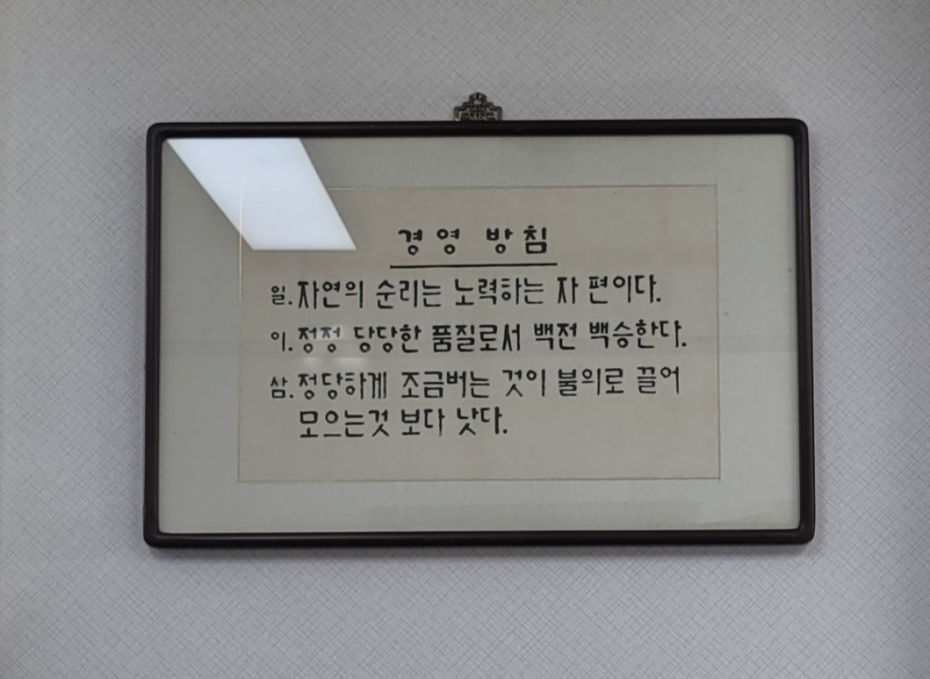 경영 방침
일. 자연의 순리는 노력하는 자 편이다.
이. 정정 당당한 품질로서 백전 백승한다.
삼. 정당하게 조금버는 것이 불의로 끌어
모으는것 보다 낫다.